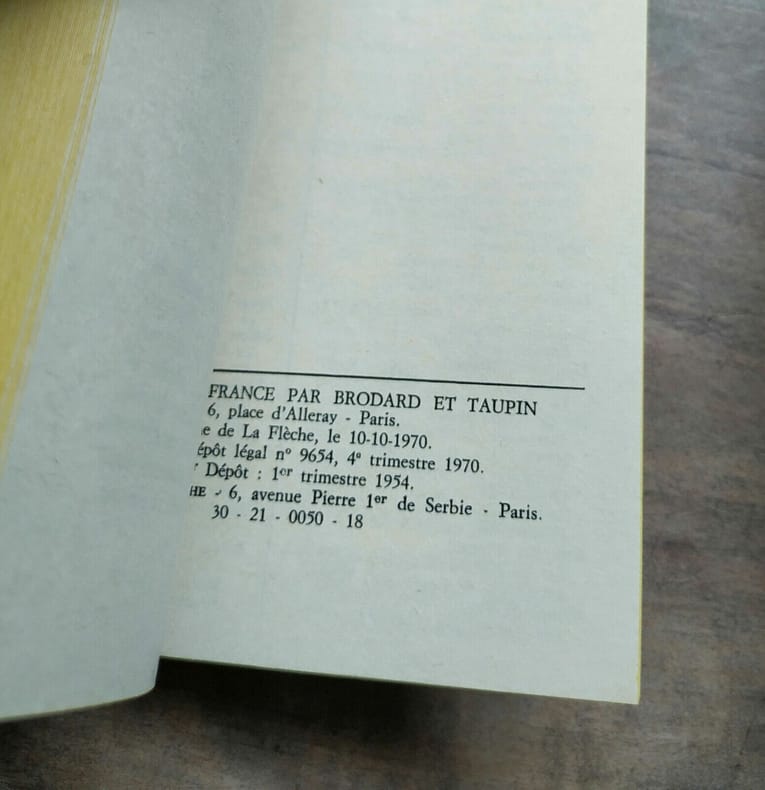 FRANCE PAR BRODARD ET TAUPIN
6, place d'Alleray - Paris.
e de La Flèche, le 10-10-1970.
épôt légal nº 9654, 4ᵉ trimestre 1970.
Dépôt : 1ᵉʳ trimestre 1954.
HE - 6, avenue Pierre 1ᵉʳ de Serbie - Paris.
30 - 21 - 0050 - 18